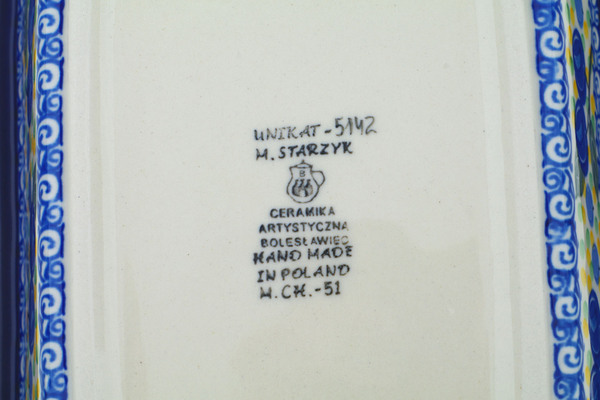 UNIKAT-5142
M. STARZYK
B
CERAMIKA
ARTYSTYCZNA
BOLESŁAWIEC
HAND MADE
IN POLAND
M.CH.-51